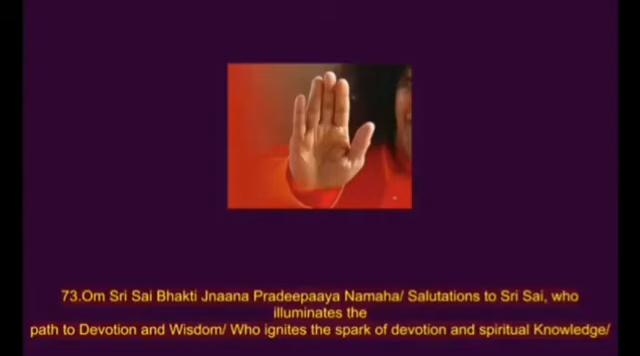 73.Om Sri Sai Bhakti Jnaana Pradeepaaya Namaha/ Salutations to Sri Sai, who
illuminates the
path to Devotion and Wisdom/ Who ignites the spark of devotion and spiritual Knowledge/